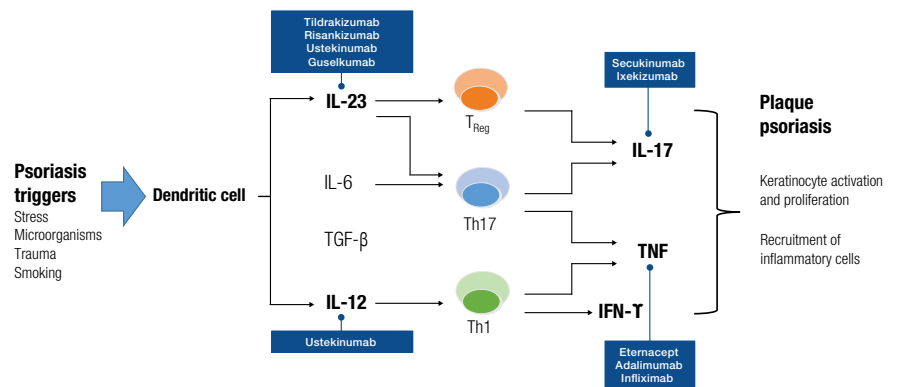 Tildrakizumab
Risankizumab
Ustekinumab
Guselkumab
Secukinumab
Ixekizumab
IL-23
T Reg
Plaque
psoriasis
IL-17
Psoriasis
triggers
Stress
Microorganisms
Trauma
Smoking
Dendritic cell
IL-6
Th17
Keratinocyte activation
and proliferation
TGF-β
TNF
Recruitment of
inflammatory cells
IL-12
Th1
IFN-ϒ
Ustekinumab
Eternacept
Adalimumab
Infliximab